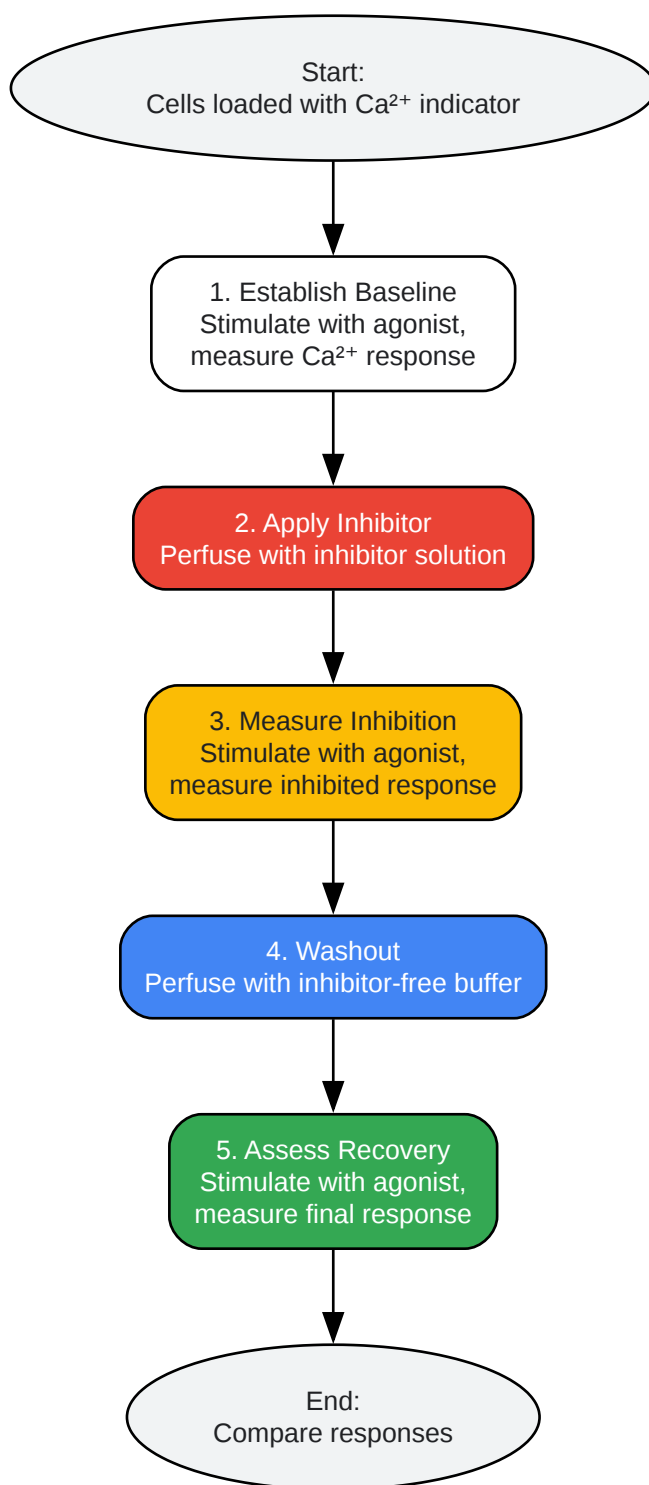 Start:
Cells loaded with Ca²⁺ indicator
1. Establish Baseline
Stimulate with agonist,
measure Ca²⁺ response
2. Apply Inhibitor
Perfuse with inhibitor solution
3. Measure Inhibition
Stimulate with agonist,
measure inhibited response
4. Washout
Perfuse with inhibitor-free buffer
5. Assess Recovery
Stimulate with agonist,
measure final response
End:
Compare responses